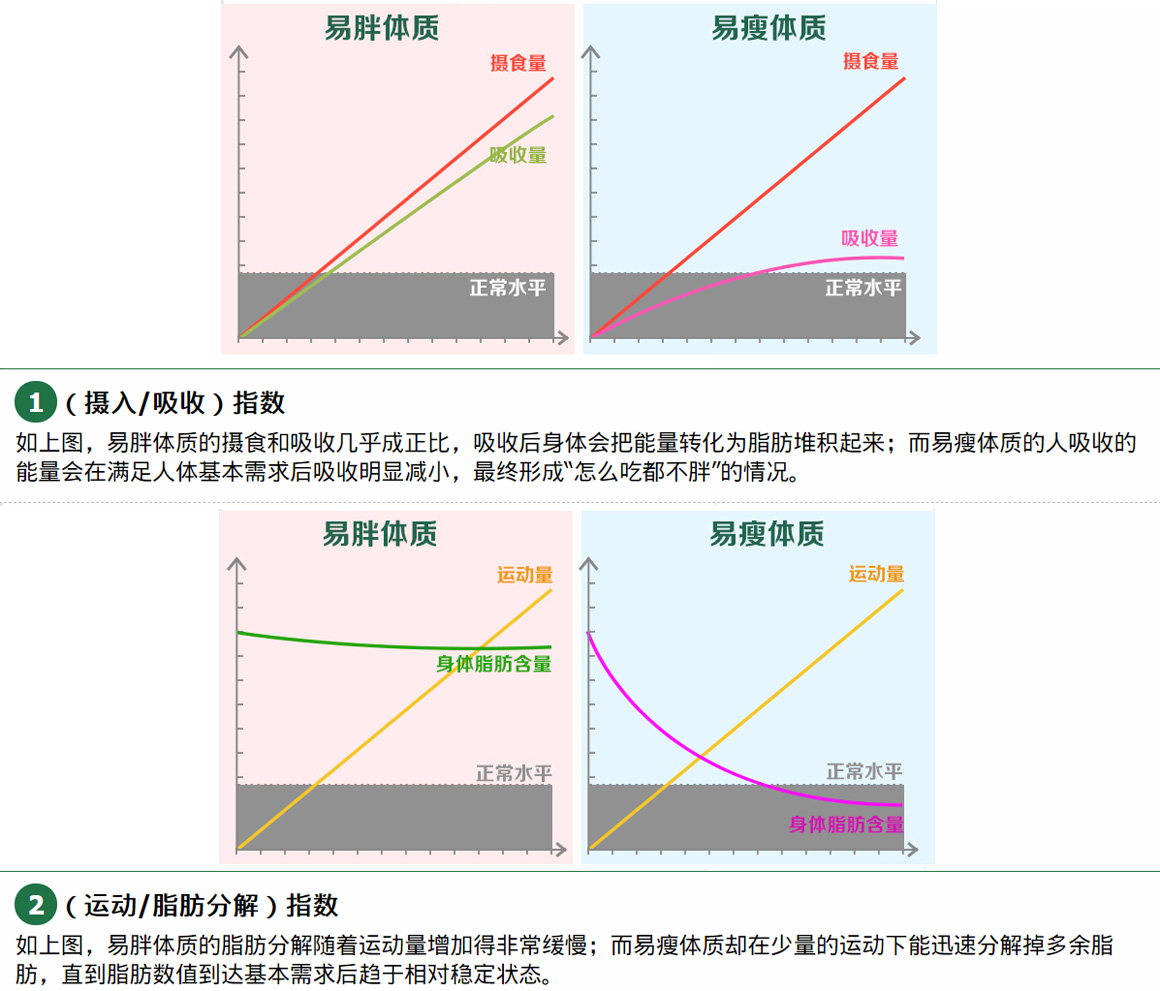 易胖体质
易瘦体质
摄食量
吸收量
正常水平
摄食量
吸收量
正常水平
1 （摄入/吸收）指数
如上图，易胖体质的摄食和吸收几乎成正比，吸收后身体会把能量转化为脂肪堆积起来；而易瘦体质的人吸收的
能量会在满足人体基本需求后吸收明显减小，最终形成“怎么吃都不胖”的情况。
易胖体质
易瘦体质
运动量
身体脂肪含量
正常水平
运动量
正常水平
身体脂肪含量
2 （运动/脂肪分解）指数
如上图，易胖体质的脂肪分解随着运动量增加得非常缓慢；而易瘦体质却在少量的运动下能迅速分解掉多余脂
肪，直到脂肪数值到达基本需求后趋于相对稳定状态。